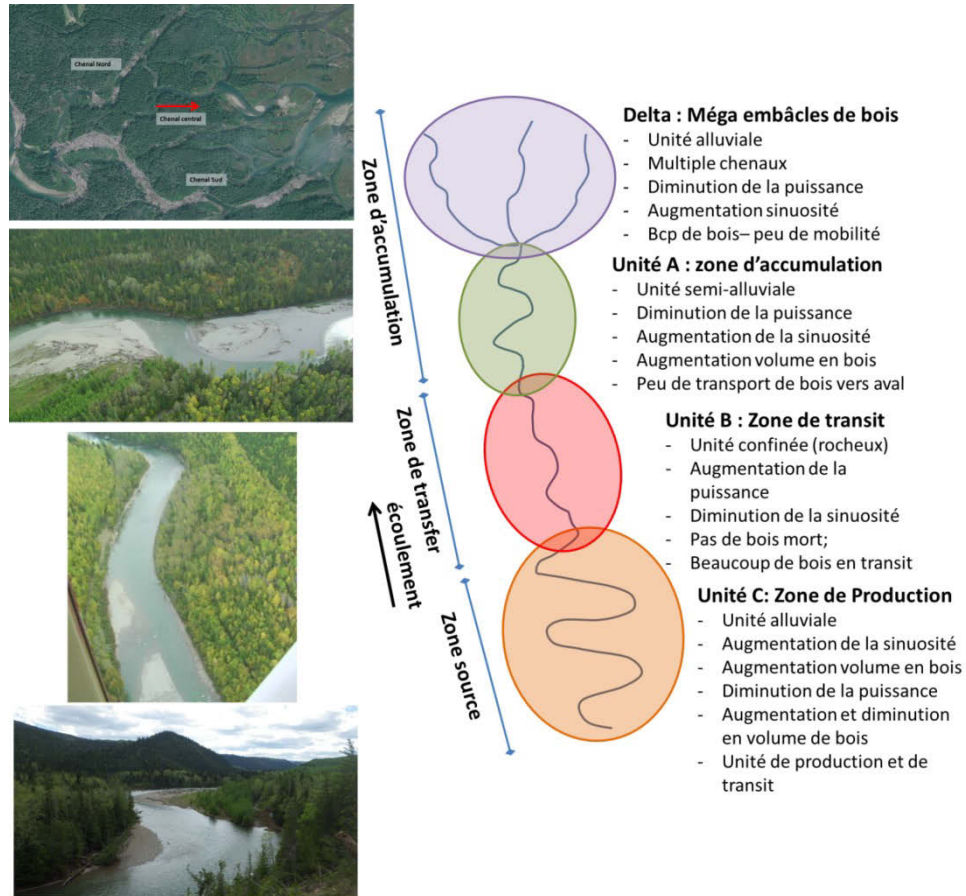 Chenal Nord
Chenal central
Chenal Sud
Zone d'accumulation
Zone de transfer
écoulement
Zone source
Delta : Méga embâcles de bois
- Unité alluviale
- Multiple chenaux
- Diminution de la puissance
- Augmentation sinuosité
- Bcp de bois– peu de mobilité
Unité A : zone d'accumulation
- Unité semi-alluviale
- Diminution de la puissance
- Augmentation de la sinuosité
- Augmentation volume en bois
- Peu de transport de bois vers aval
Unité B : Zone de transit
- Unité confinée (rocheux)
- Augmentation de la
puissance
- Diminution de la sinuosité
- Pas de bois mort;
- Beaucoup de bois en transit
Unité C: Zone de Production
- Unité alluviale
- Augmentation de la sinuosité
- Augmentation volume en bois
- Diminution de la puissance
- Augmentation et diminution
en volume de bois
- Unité de production et de
transit